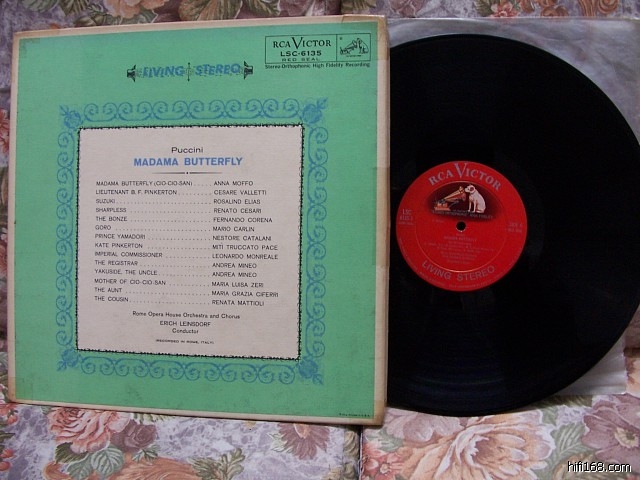 RCA VICTOR
LSC-6135
RED SEAL
Stereo-Orthophonic High Fidelity Recording
LIVING STEREO
Puccini
MADAMA BUTTERFLY
MADAMA BUTTERFLY (CIO-CIO-SAN) ..... ANNA MOFFO
LIEUTENANT B. F. PINKERTON ....... CESARE VALLETTI
SUZUKI ....... ROSALIND ELIAS
SHARPLESS ....... RENATO CESARI
THE BONZE ....... FERNANDO CORENA
GORO ....... MARIO CARLIN
PRINCE YAMADORI ....... NESTORE CATALANI
KATE PINKERTON ....... MITI TRUCCATO PACE
IMPERIAL COMMISSIONER ....... LEONARDO MONREALE
THE REGISTRAR ....... ANDREA MINEO
YAKUSIDE, THE UNCLE ....... ANDREA MINEO
MOTHER OF CIO-CIO-SAN ....... MARIA LUISA ZERI
THE AUNT ....... MARIA GRAZIA CIFERRI
THE COUSIN ....... RENATA MATTIOLI
Rome Opera House Orchestra and Chorus
ERICH LEINSDORF
Conductor
(RECORDED IN ROME, ITALY)
RCA VICTOR
LIVING STEREO
hifi168.com